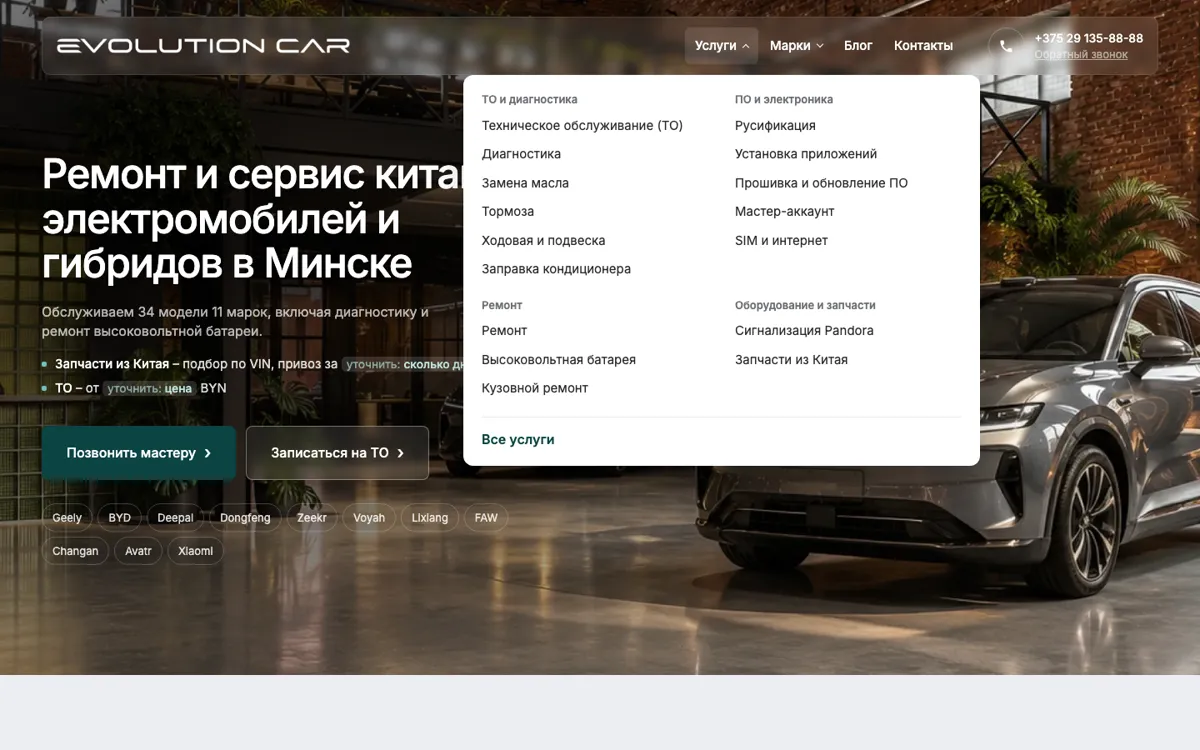 EVOLUTION CAR
Услуги
Марки
Блог
Контакты
+375 29 135-88-88
Обратный звонок
ТО и диагностика
Техническое обслуживание (ТО)
Диагностика
Замена масла
Тормоза
Ходовая и подвеска
Заправка кондиционера
ПО и электроника
Русификация
Установка приложений
Прошивка и обновление ПО
Мастер-аккаунт
SIM и интернет
Ремонт
Ремонт
Высоковольтная батарея
Кузовной ремонт
Оборудование и запчасти
Сигнализация Pandora
Запчасти из Китая
Все услуги
Ремонт и сервис кита
электромобилей и
гибридов в Минске
Обслуживаем 34 модели 11 марок, включая диагностику и
ремонт высоковольтной батареи.
Запчасти из Китая – подбор по VIN, привоз за уточнить: сколько
ТО – от уточнить: цена BYN
Позвонить мастеру ›
Записаться на ТО ›
Geely BYD Deepal Dongfeng Zeekr Voyah Lixiang FAW
Changan Avatr Xiaomi